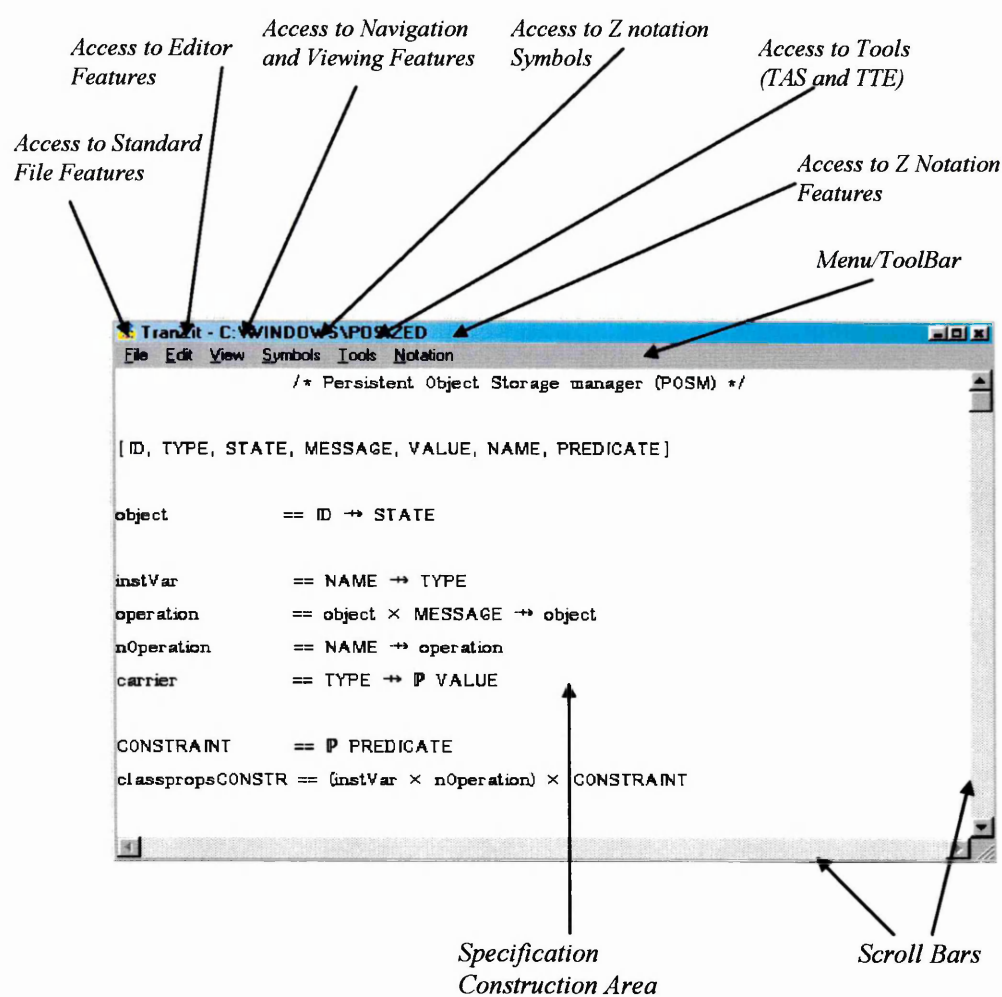 Access to Editor
Features
Access to Navigation
and Viewing Features
Access to Z notation
Symbols
Access to Tools
(TAS and TTE)
Access to Standard
File Features
Access to Z Notation
Features
Menu/ToolBar
TranZit - C:\WINDOWS\POS.ZED
File Edit View Symbols Tools Notation
/* Persistent Object Storage manager (POSM) */
[ID, TYPE, STATE, MESSAGE, VALUE, NAME, PREDICATE]
object == ID ⇸ STATE
instVar == NAME ⇸ TYPE
operation == object × MESSAGE ⇸ object
nOperation == NAME ⇸ operation
carrier == TYPE ⇸ ℙ VALUE
CONSTRAINT == ℙ PREDICATE
classpropsCONSTR == (instVar × nOperation) × CONSTRAINT
Specification
Construction Area
Scroll Bars